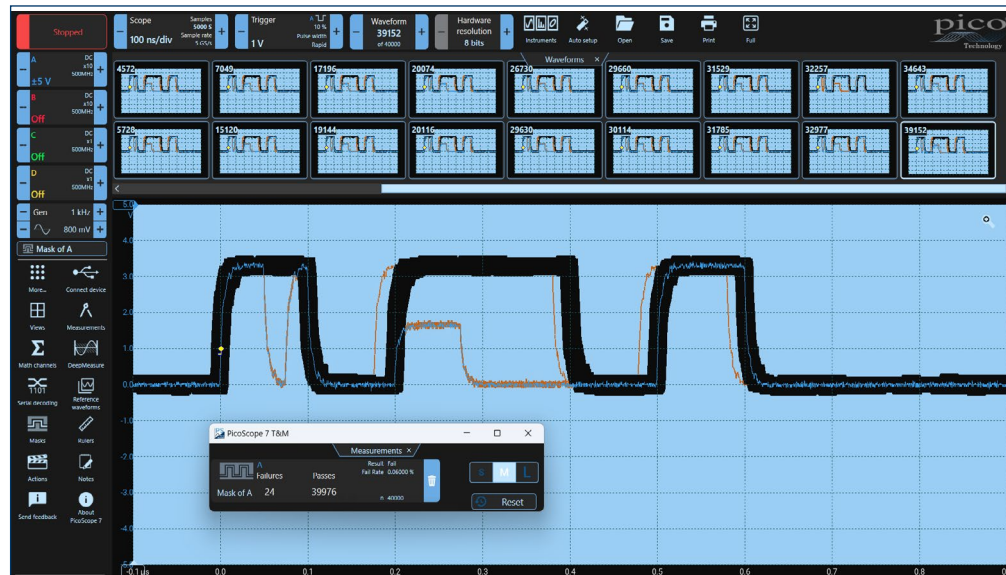 Stopped
Scope
100 ns/div
Samples
5000 S
Sample rate
5 GS/s
Trigger
1 V
A
10 %
Pulse width
Rapid
Waveform
39152
of 40000
Hardware
resolution
8 bits
Instruments
Auto setup
Open
Save
Print
Full
pico
Technology
A
DC
x10
500MHz
±5 V
B
DC
x10
500MHz
Off
C
DC
x1
500MHz
Off
D
DC
x1
500MHz
Off
Gen
1 kHz
800 mV
Mask of A
More...
Connect device
Views
Measurements
Math channels
DeepMeasure
Serial decoding
Reference
waveforms
Masks
Rulers
Actions
Notes
Send feedback
About
PicoScope 7
Waveforms ×
4572
7049
17196
20074
26730
29660
31529
32257
34643
5728
15120
19144
20116
29630
30114
31785
32977
39152
5.0
V
4.0
3.0
2.0
1.0
0.0
-1.0
-2.0
-3.0
-4.0
PicoScope 7 T&M
Measurements ×
A
Failures
Passes
Result Fail
Fail Rate 0.06000 %
Mask of A
24
39976
n 40000
S
M
L
Reset
-0.1 µs
0.0
0.1
0.2
0.3
0.4
0.5
0.6
0.7
0.8
0.9